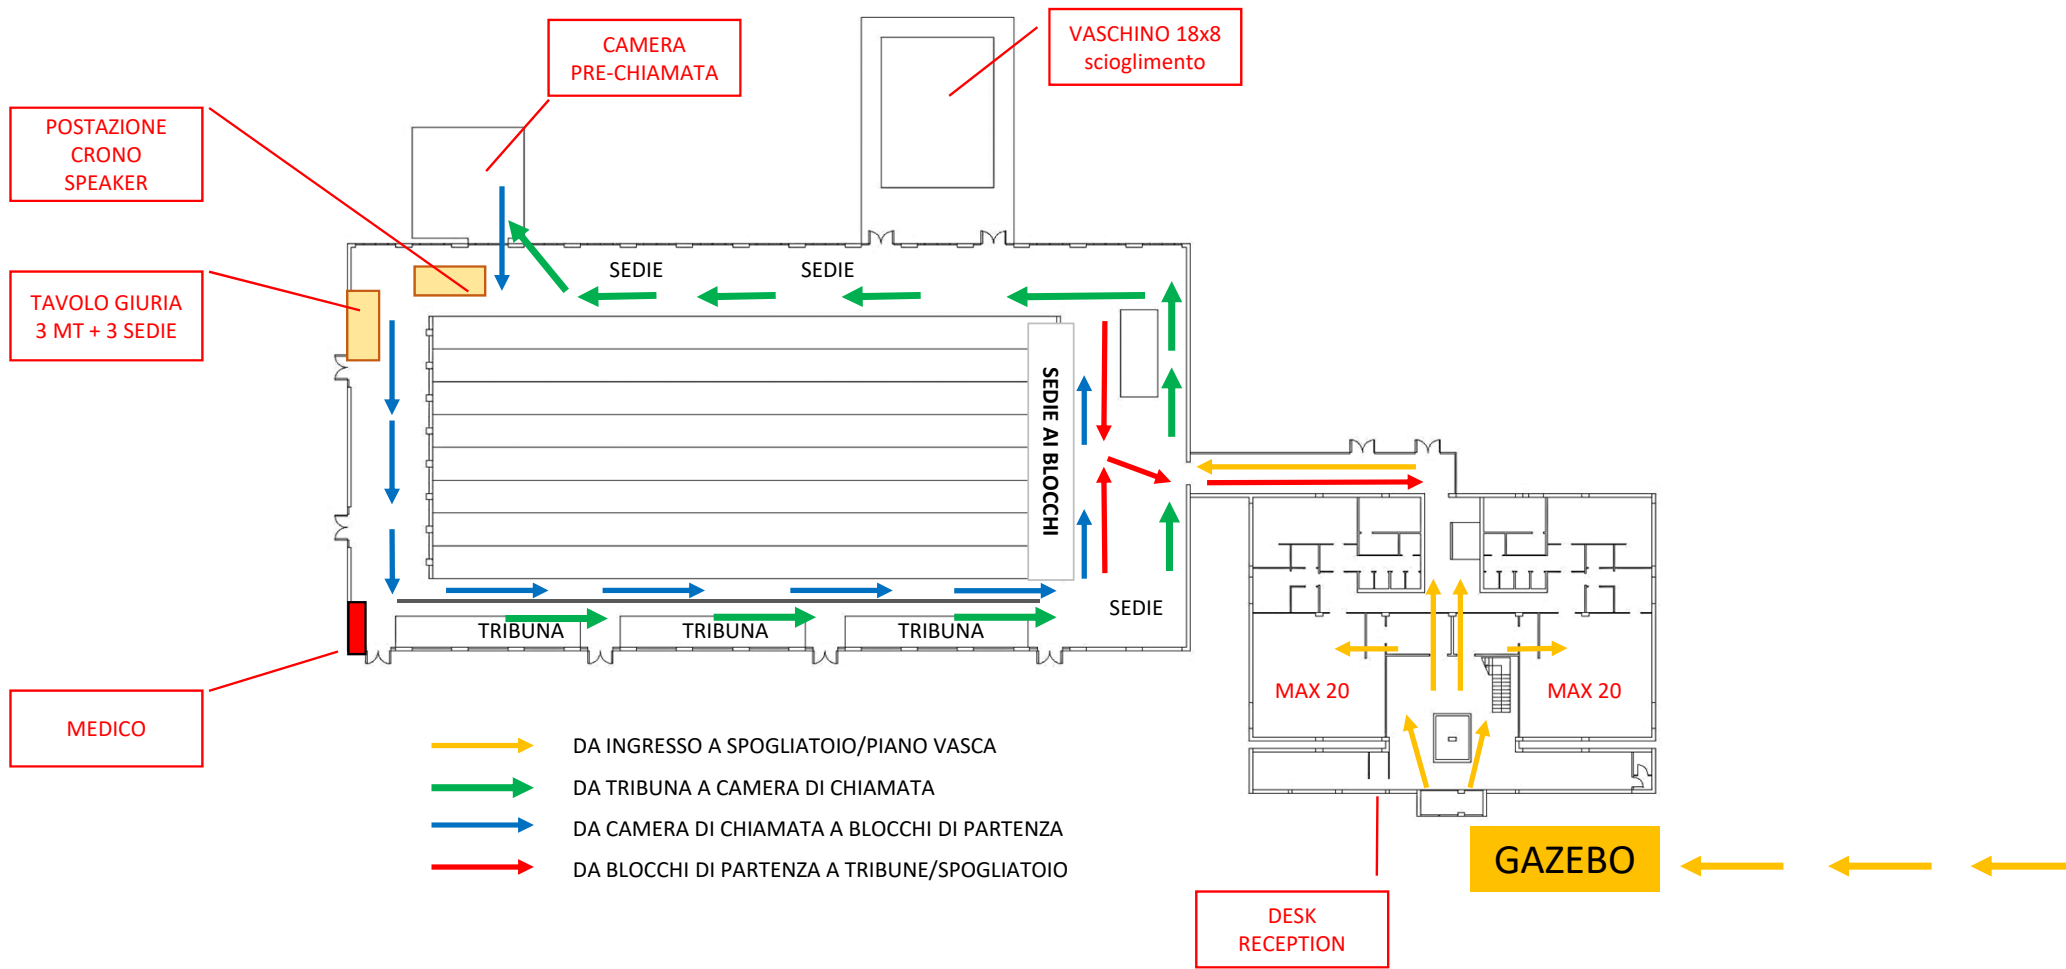 CAMERA
PRE-CHIAMATA
VASCHINO 18x8
scioglimento
POSTAZIONE
CRONO
SPEAKER
SEDIE
SEDIE
TAVOLO GIURIA
3 MT + 3 SEDIE
SEDIE AI BLOCCHI
SEDIE
TRIBUNA
TRIBUNA
TRIBUNA
MAX 20
MAX 20
MEDICO
DA INGRESSO A SPOGLIATOIO/PIANO VASCA
DA TRIBUNA A CAMERA DI CHIAMATA
DA CAMERA DI CHIAMATA A BLOCCHI DI PARTENZA
DA BLOCCHI DI PARTENZA A TRIBUNE/SPOGLIATOIO
GAZEBO
DESK
RECEPTION